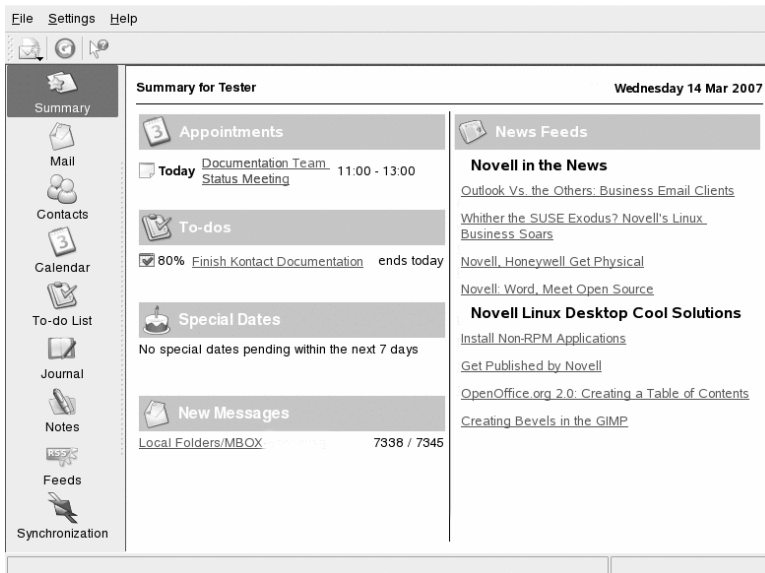 File Settings Help
Summary
Mail
Contacts
Calendar
To-do List
Journal
Notes
RSS
Feeds
Synchronization
Summary for Tester
Wednesday 14 Mar 2007
Appointments
Today Documentation Team
Status Meeting 11:00 - 13:00
To-dos
80% Finish Kontact Documentation ends today
Special Dates
No special dates pending within the next 7 days
New Messages
Local Folders/MBOX 7338 / 7345
News Feeds
Novell in the News
Outlook Vs. the Others: Business Email Clients
Whither the SUSE Exodus? Novell's Linux
Business Soars
Novell, Honeywell Get Physical
Novell: Word, Meet Open Source
Novell Linux Desktop Cool Solutions
Install Non-RPM Applications
Get Published by Novell
OpenOffice.org 2.0: Creating a Table of Contents
Creating Bevels in the GIMP